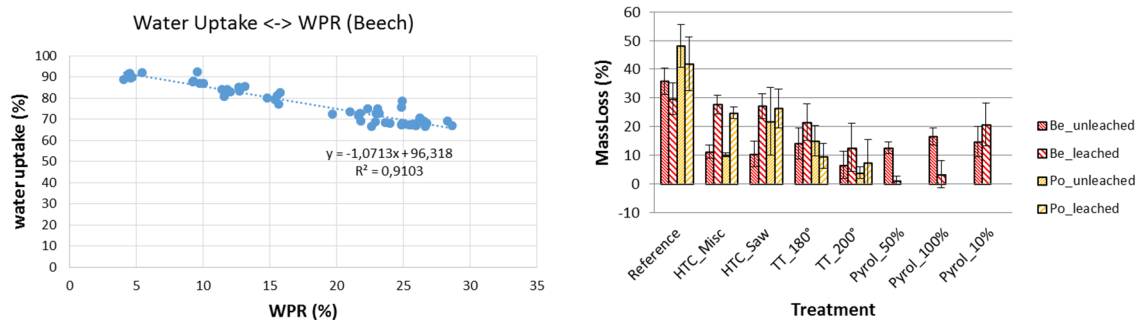 Water Uptake <-> WPR (Beech)
water uptake (%)
100
90
80
70
60
50
40
30
20
10
0
y = -1,0713x + 96,318
R² = 0,9103
0 5 10 15 20 25 30 35
WPR (%)
MassLoss (%)
60
50
40
30
20
10
0
-10
Reference HTC_Misc HTC_Saw TT_180° TT_200° Pyrol_50% Pyrol_100% Pyrol_10%
Treatment
Be_unleached
Be_leached
Po_unleached
Po_leached